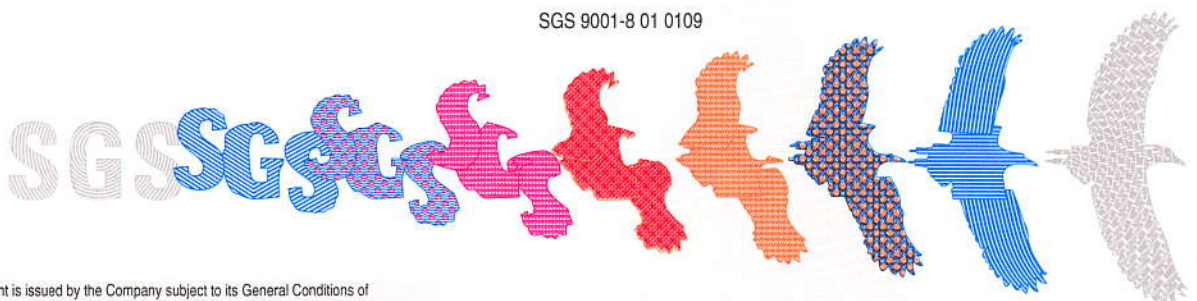 SGS 9001-8 01 0109
SGS SGS SGS
nt is issued by the Company subject to its General Conditions of